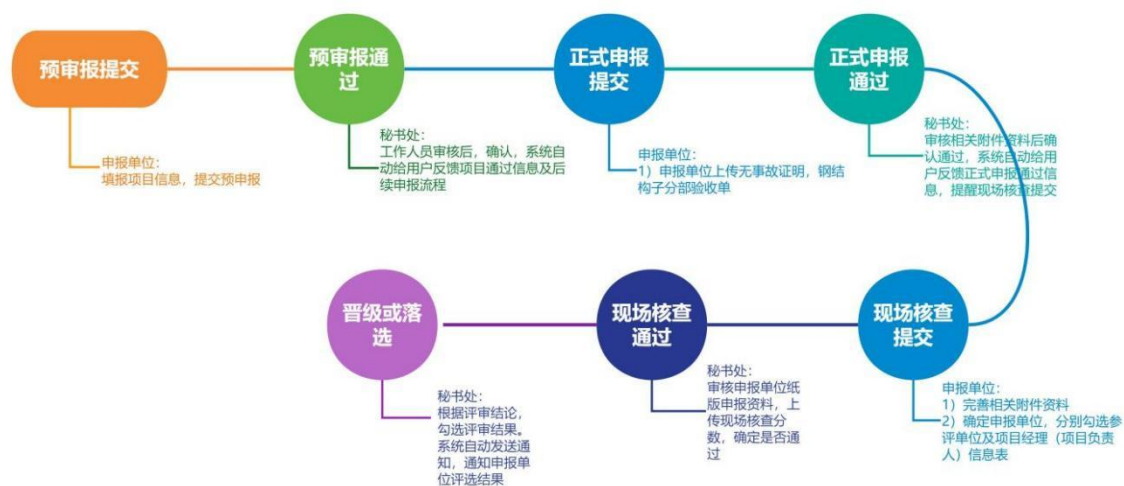 预审报提交
申报单位：
填报项目信息，提交预申报
预审报通
过
秘书处：
工作人员审核后，确认，系统自
动给用户反馈项目通过信息及后
续申报流程
正式申报
提交
申报单位：
1）申报单位上传无事故证明，钢结
构子分部验收单
正式申报
通过
秘书处：
审核相关附件资料后确
认通过，系统自动给用
户反馈正式申报通过信
息，提醒现场核查提交
现场核查
提交
申报单位：
1）完善相关附件资料
2）确定申报单位，分别勾选参
评单位及项目经理（项目负责
人）信息表
现场核查
通过
秘书处：
审核申报单位纸
版申报资料，上
传现场核查分
数，确定是否通
过
晋级或落
选
秘书处：
根据评审结论，
勾选评审结果。
系统自动发送通
知，通知申报单
位评选结果